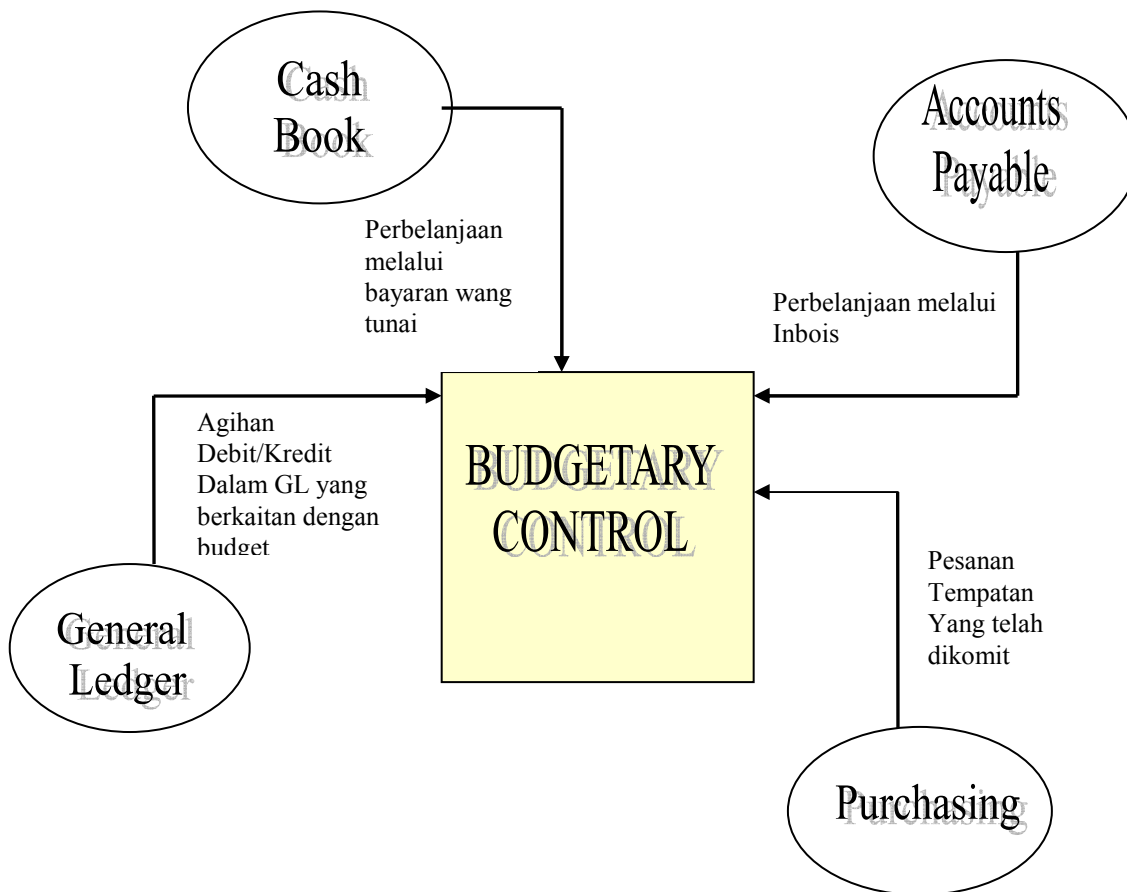 Cash
Book
Accounts
Payable
Perbelanjaan
melalui
bayaran wang
tunai
Perbelanjaan melalui
Inbois
Agihan
Debit/Kredit
Dalam GL yang
berkaitan dengan
budget
BUDGETARY
CONTROL
Pesanan
Tempatan
Yang telah
dikomit
General
Ledger
Purchasing